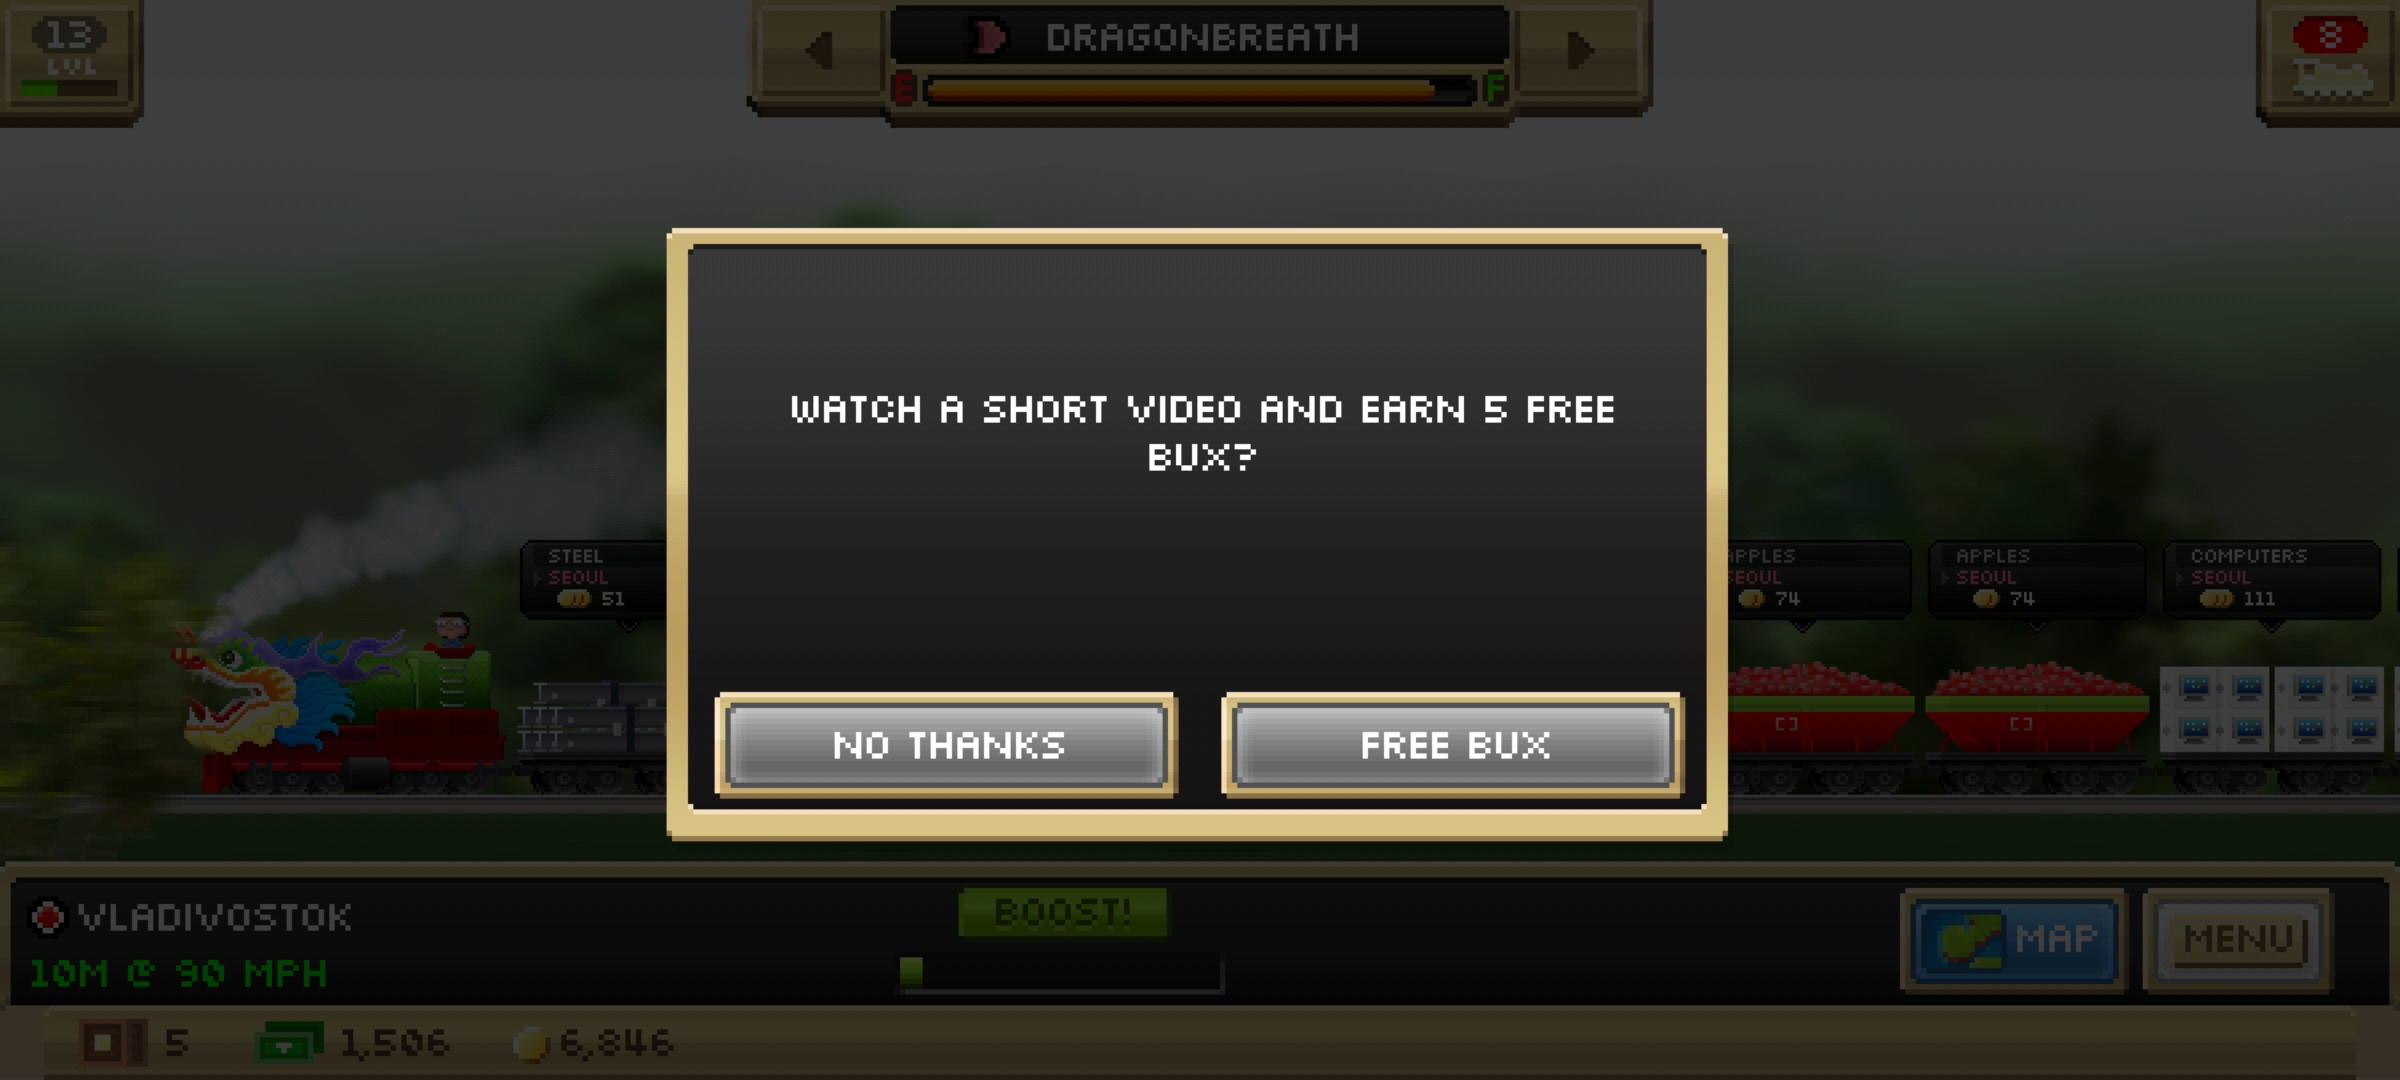 13
LVL
DRAGONBREATH
E F
8
WATCH A SHORT VIDEO AND EARN 5 FREE
BUX?
NO THANKS
FREE BUX
STEEL
SEOUL
51
APPLES
SEOUL
74
APPLES
SEOUL
74
COMPUTERS
SEOUL
111
VLADIVOSTOK
10M @ 90 MPH
BOOST!
MAP
MENU
5
1,506
6,846